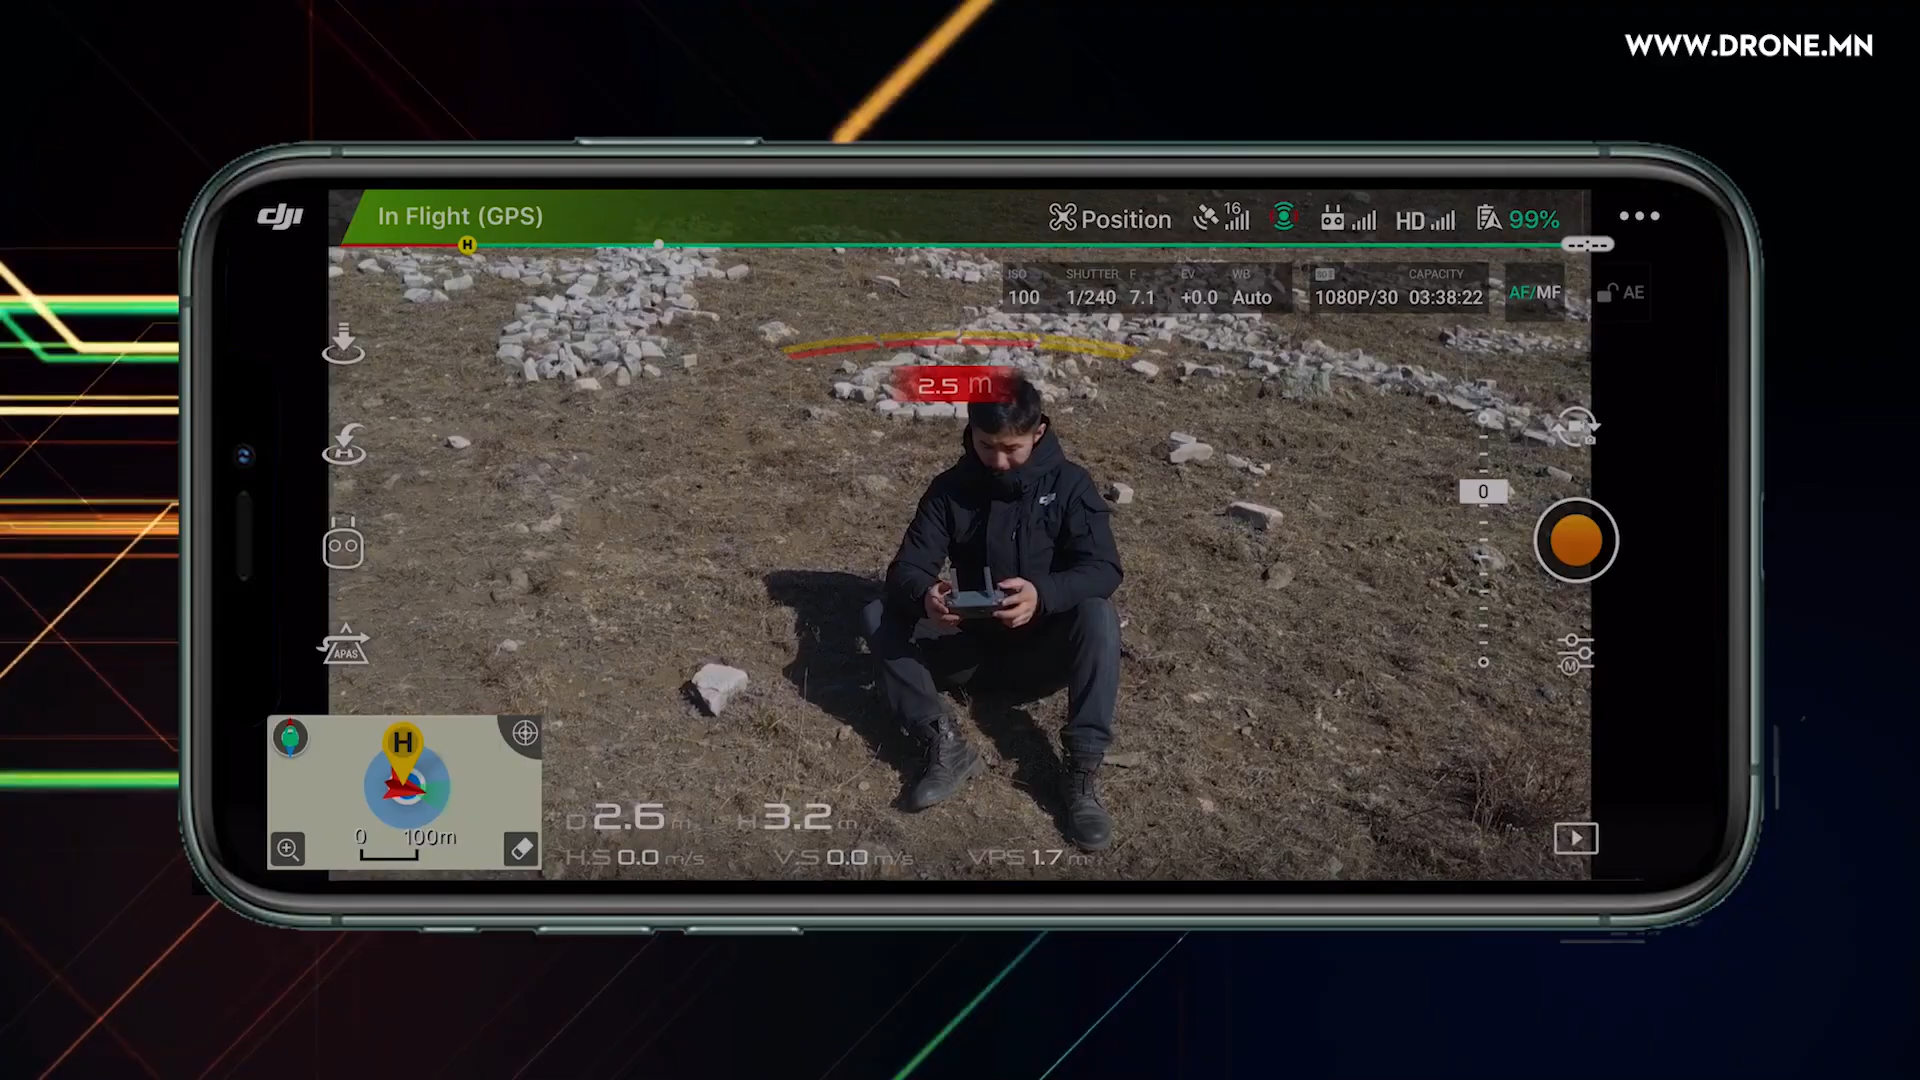 WWW.DRONE.MN
dji
In Flight (GPS)
Position
16
HD
99%
H
ISO SHUTTER F EV WB
100 1/240 7.1 +0.0 Auto
CAPACITY
1080P/30 03:38:22
AF/MF
AE
2.5 m
0
APAS
M
H
0 100m
D 2.6 m H 3.2 m
H.S 0.0 m/s V.S 0.0 m/s VPS 1.7 m